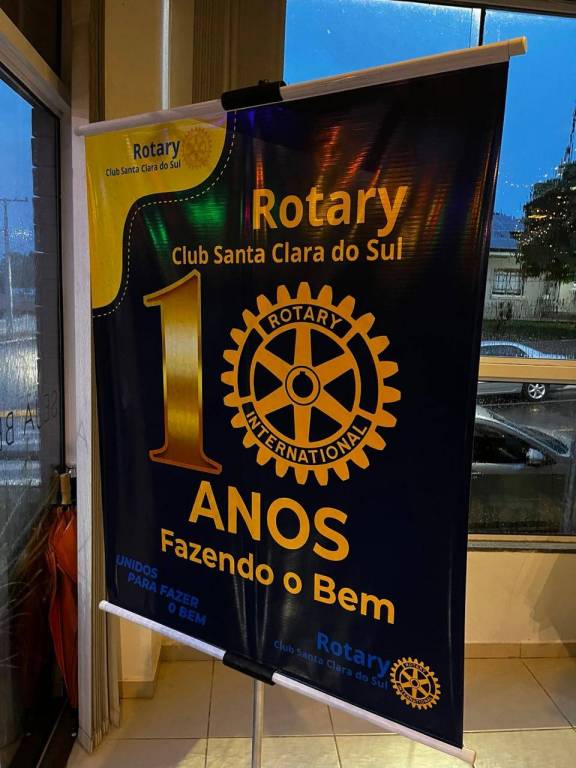 Rotary
Club Santa Clara do Sul
Rotary
Club Santa Clara do Sul
1
ROTARY
INTERNATIONAL
ANOS
Fazendo o Bem
UNIDOS
PARA FAZER
O BEM
Rotary
Club Santa Clara do Sul